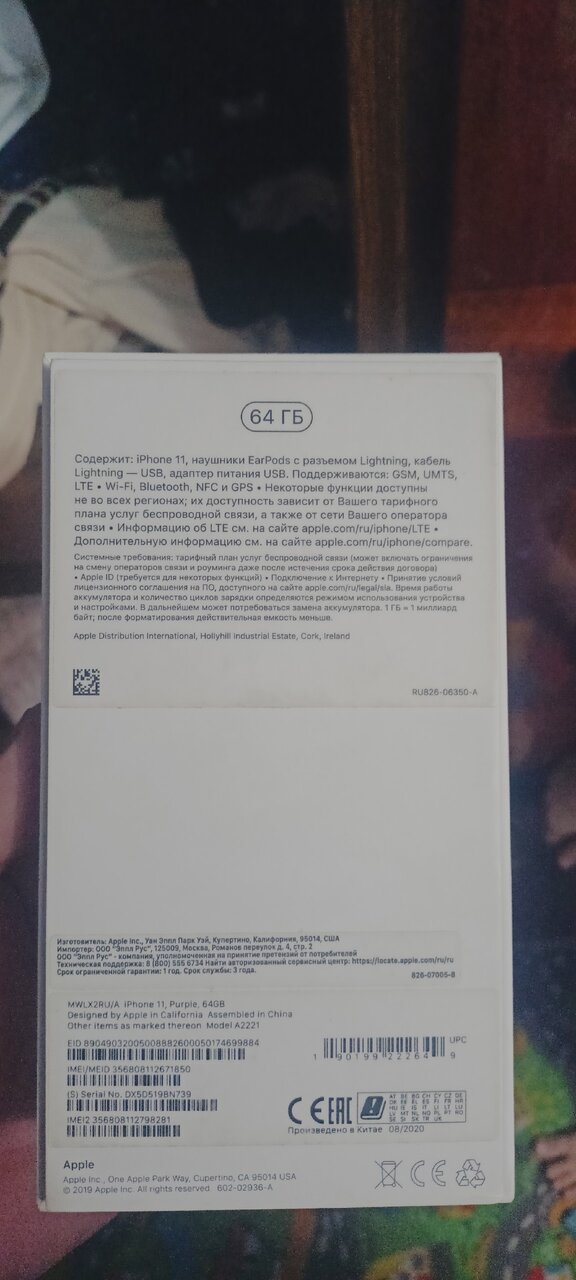 64 ГБ
Содержит: iPhone 11, наушники EarPods с разъемом Lightning, кабель
Lightning — USB, адаптер питания USB. Поддерживаются: GSM, UMTS,
LTE • Wi-Fi, Bluetooth, NFC и GPS • Некоторые функции доступны
не во всех регионах; их доступность зависит от Вашего тарифного
плана услуг беспроводной связи, а также от сети Вашего оператора
связи • Информацию об LTE см. на сайте apple.com/ru/iphone/LTE •
Дополнительную информацию см. на сайте apple.com/ru/iphone/compare.
Системные требования: тарифный план услуг беспроводной связи (может включать ограничения
на смену операторов связи и роуминга даже после истечения срока действия договора)
• Apple ID (требуется для некоторых функций) • Подключение к Интернету • Принятие условий
лицензионного соглашения на ПО, доступного на сайте apple.com/ru/legal/sla. Время работы
аккумулятора и количество циклов зарядки определяются режимом использования устройства
и настройками. В дальнейшем может потребоваться замена аккумулятора. 1 ГБ = 1 миллиард
байт; после форматирования действительная емкость меньше.
Apple Distribution International, Hollyhill Industrial Estate, Cork, Ireland
RU826-06350-A
Изготовитель: Apple Inc., Уан Эппл Парк Уэй, Купертино, Калифорния, 95014, США
Импортер: ООО "Эппл Рус", 125009, Москва, Романов переулок д. 4, стр. 2
ООО "Эппл Рус" - компания, уполномоченная на принятие претензий от потребителей
Техническая поддержка: 8 (800) 555 6734 Найти авторизованный сервисный центр: https://locate.apple.com/ru/ru
Срок ограниченной гарантии: 1 год. Срок службы: 3 года.
826-07005-B
MWLX2RU/A iPhone 11, Purple, 64GB
Designed by Apple in California Assembled in China
Other items as marked thereon Model A2221
EID 89049032005008882600050174699884
UPC
1 90199 22264 9
IMEI/MEID 356808112671850
(S) Serial No. DX5D5198N739
IMEI2 356808112798281
CE EAC
AT BE BG CH CY CZ DE
Произведено в Китае 08/2020
Apple
Apple Inc., One Apple Park Way, Cupertino, CA 95014 USA
© 2019 Apple Inc. All rights reserved 602-02936-A
CE